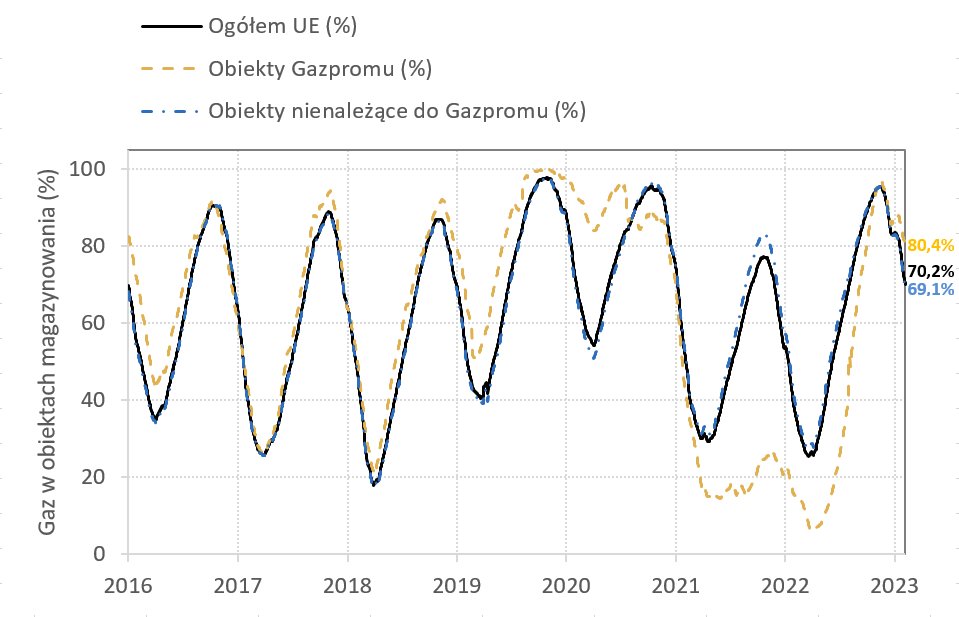 Ogółem UE (%)
Obiekty Gazpromu (%)
Obiekty nienależące do Gazpromu (%)
Gaz w obiektach magazynowania (%)
100
80
60
40
20
0
2016 2017 2018 2019 2020 2021 2022 2023
80,4%
70,2%
69,1%